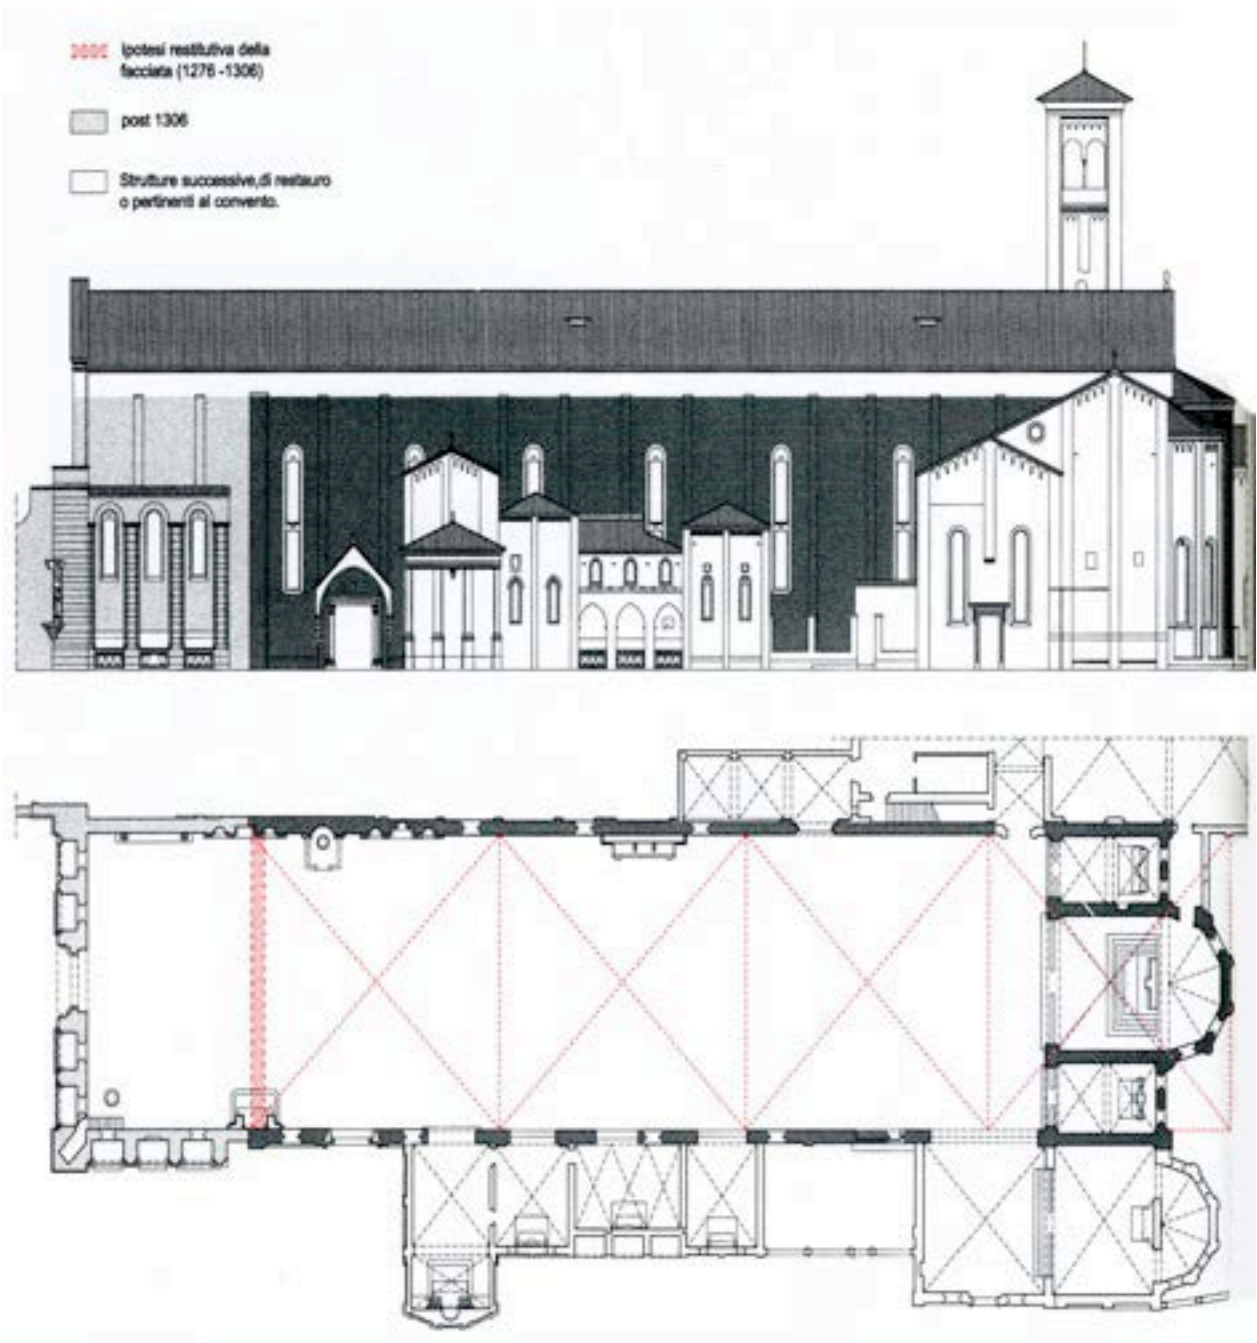 Ipotesi restitutiva della
facciata (1276 -1306)
post 1306
Strutture successive,di restauro
o pertinenti al convento.